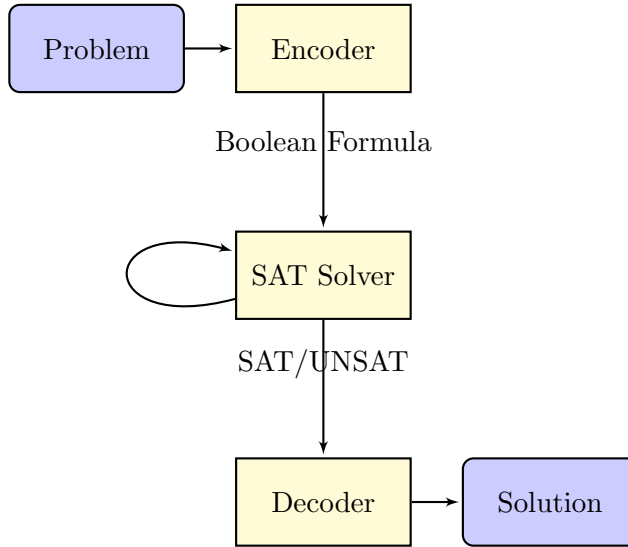 Problem
Encoder
Boolean Formula
SAT Solver
SAT/UNSAT
Decoder
Solution